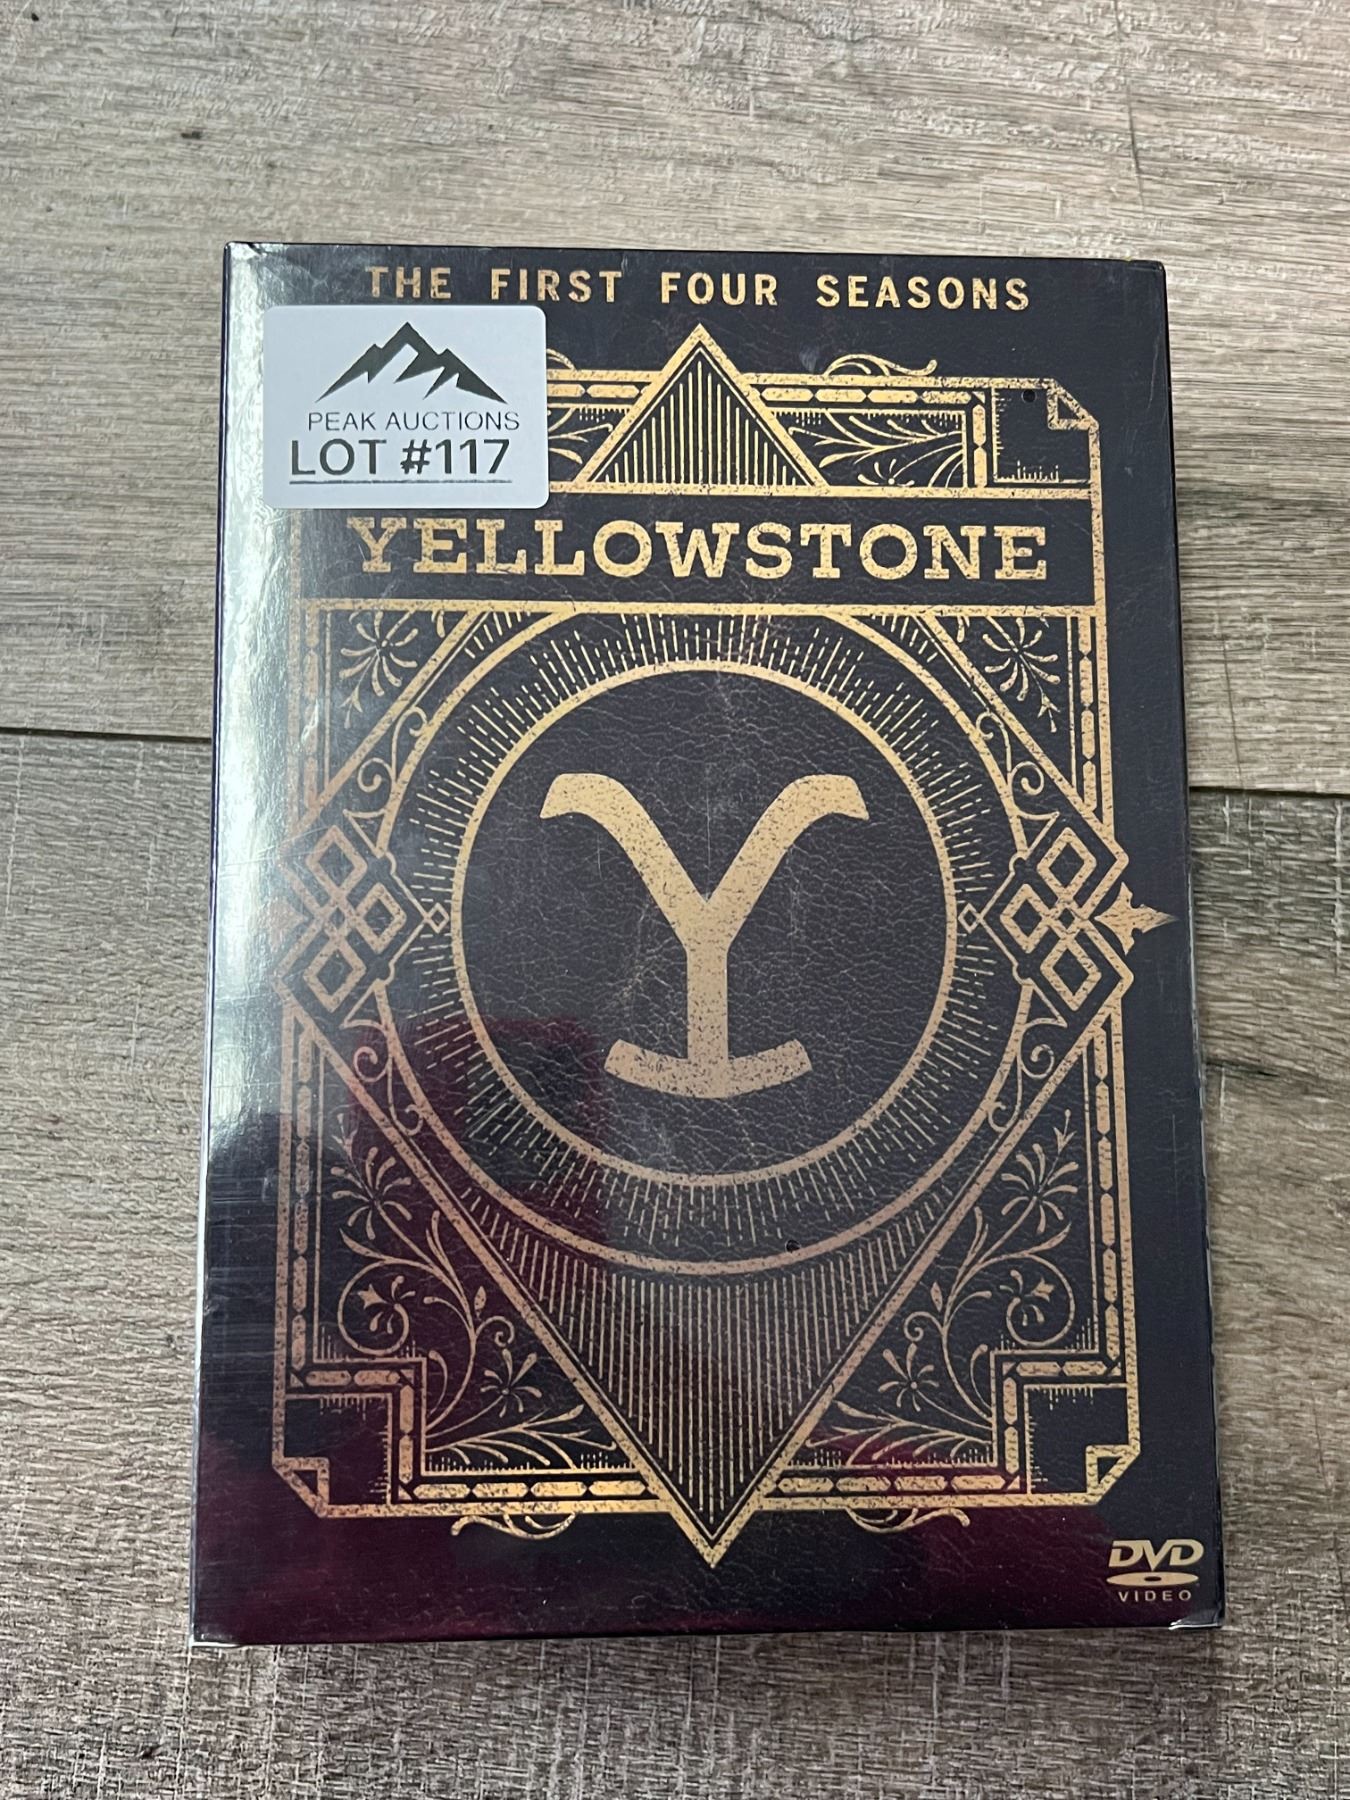 THE FIRST FOUR SEASONS
PEAK AUCTIONS
LOT #117
YELLOWSTONE
Y
DVD
VIDEO